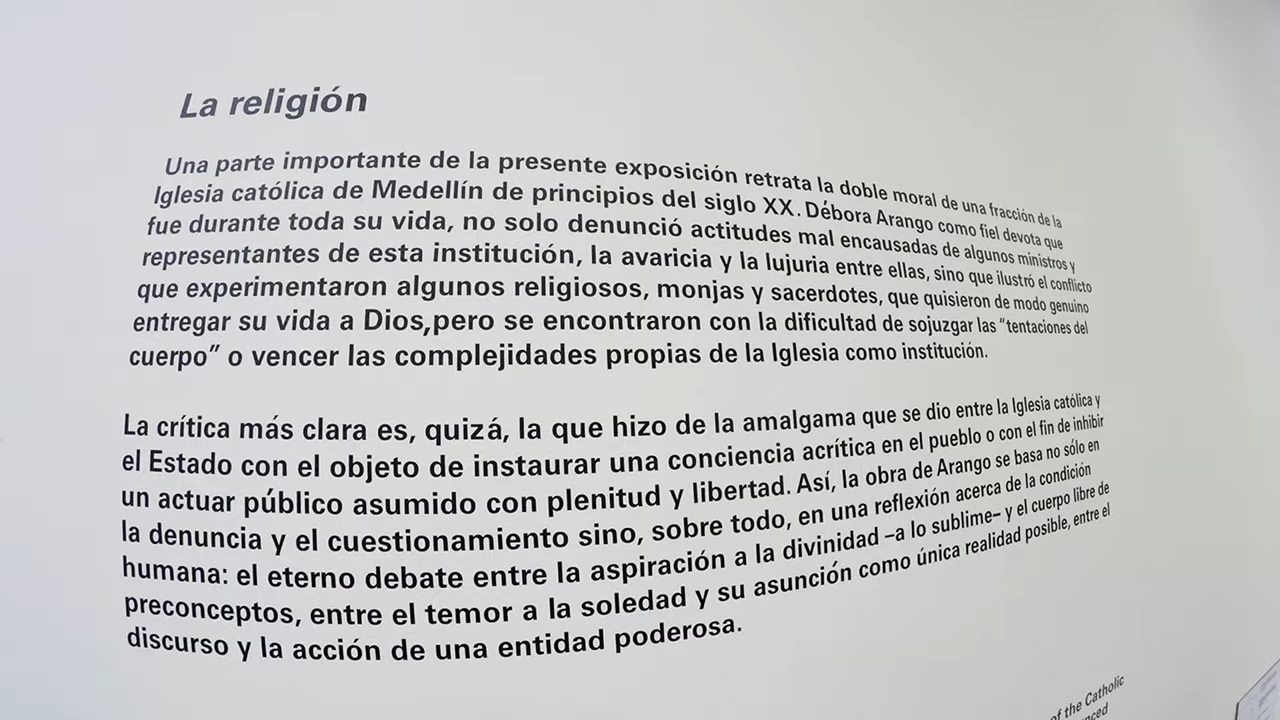 La religión
Una parte importante de la presente exposición retrata la doble moral de una fracción de la
Iglesia católica de Medellín de principios del siglo XX. Débora Arango como fiel devota que
fue durante toda su vida, no solo denunció actitudes mal encausadas de algunos ministros y
representantes de esta institución, la avaricia y la lujuria entre ellas, sino que ilustró el conflicto
que experimentaron algunos religiosos, monjas y sacerdotes, que quisieron de modo genuino
entregar su vida a Dios,pero se encontraron con la dificultad de sojuzgar las "tentaciones del
cuerpo" o vencer las complejidades propias de la Iglesia como institución.
La crítica más clara es, quizá, la que hizo de la amalgama que se dio entre la Iglesia católica y
el Estado con el objeto de instaurar una conciencia acrítica en el pueblo o con el fin de inhibir
un actuar público asumido con plenitud y libertad. Así, la obra de Arango se basa no sólo en
la denuncia y el cuestionamiento sino, sobre todo, en una reflexión acerca de la condición
humana: el eterno debate entre la aspiración a la divinidad –a lo sublime– y el cuerpo libre de
preconceptos, entre el temor a la soledad y su asunción como única realidad posible, entre el
discurso y la acción de una entidad poderosa.
of the Catholic